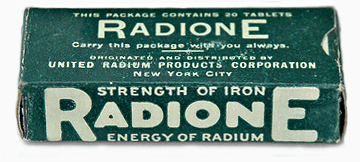 THIS PACKAGE CONTAINS 20 TABLETS
RADIONE
Carry this package with you always.
ORIGINATED AND DISTRIBUTED BY
UNITED RADIUM PRODUCTS CORPORATION
NEW YORK CITY
STRENGTH OF IRON
RADIONE
ENERGY OF RADIUM